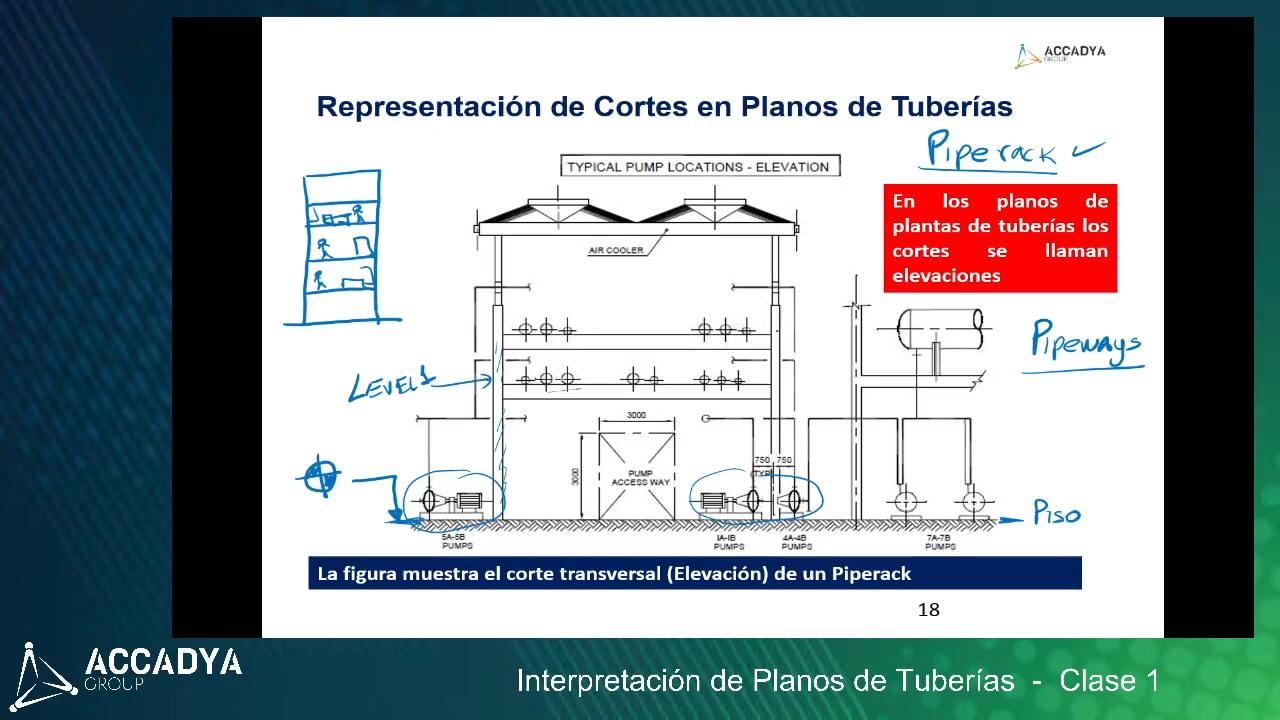 ACCADYA
GROUP
Representación de Cortes en Planos de Tuberías
Piperack
TYPICAL PUMP LOCATIONS - ELEVATION
En los planos de
plantas de tuberías los
cortes se llaman
elevaciones
AIR COOLER
Pipeways
LEVEL 1
3000
3000
PUMP
ACCESS WAY
750 750
(TYP)
PISO
5A-5B
PUMPS
1A-1B
PUMPS
4A-4B
PUMPS
7A-7B
PUMPS
La figura muestra el corte transversal (Elevación) de un Piperack
18
ACCADYA
GROUP
Interpretación de Planos de Tuberías - Clase 1